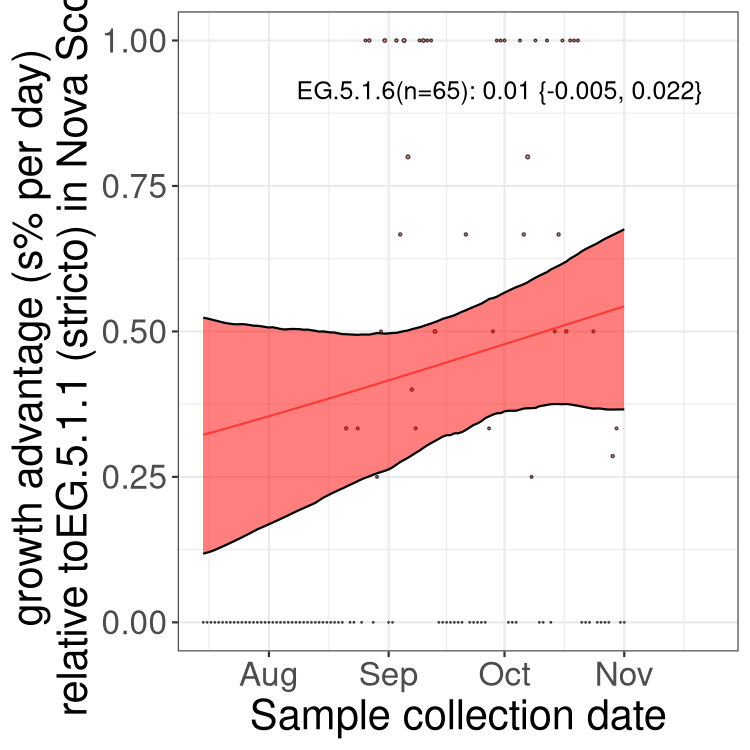 growth advantage (s% per day)
relative toEG.5.1.1 (stricto) in Nova
1.00
EG.5.1.6(n=65): 0.01 {-0.005, 0.022}
0.75
0.50
0.25
0.00
Aug Sep Oct Nov
Sample collection date